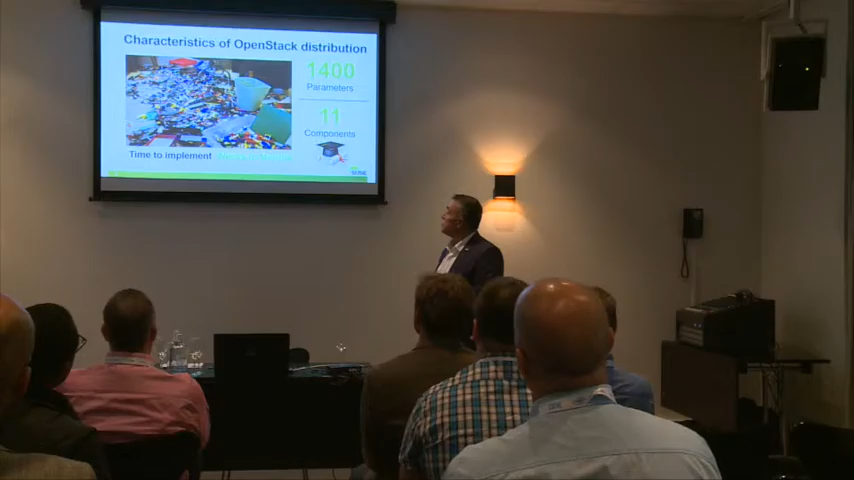 Characteristics of OpenStack distribution
1400
Parameters
11
Components
Time to implement
SUSE